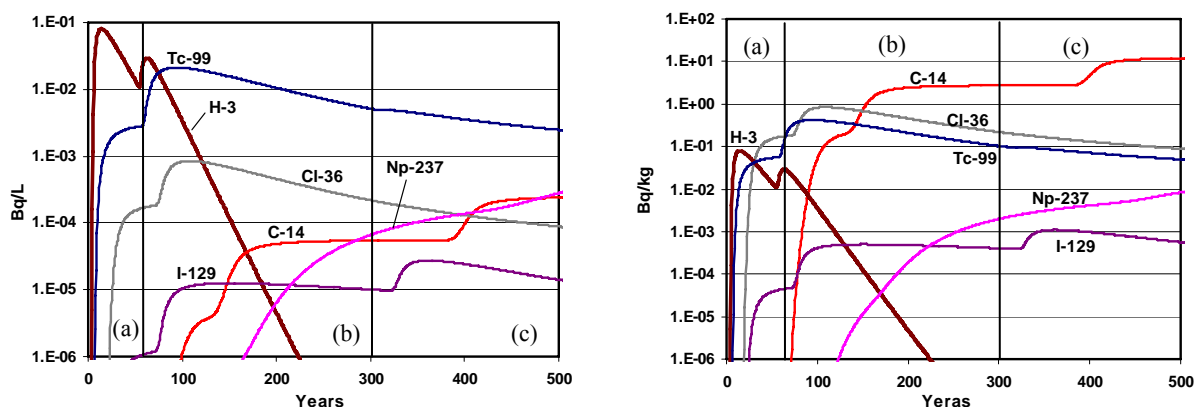 1.E-01
1.E-02
1.E-03
1.E-04
1.E-05
1.E-06
Bq/L
Tc-99
H-3
Np-237
Cl-36
C-14
I-129
(a)
(b)
(c)
0
100
200
300
400
500
Years
1.E+02
1.E+01
1.E+00
1.E-01
1.E-02
1.E-03
1.E-04
1.E-05
1.E-06
Bq/kg
(a)
(b)
(c)
C-14
Cl-36
H-3
Tc-99
Np-237
I-129
0
100
200
300
400
500
Yeras